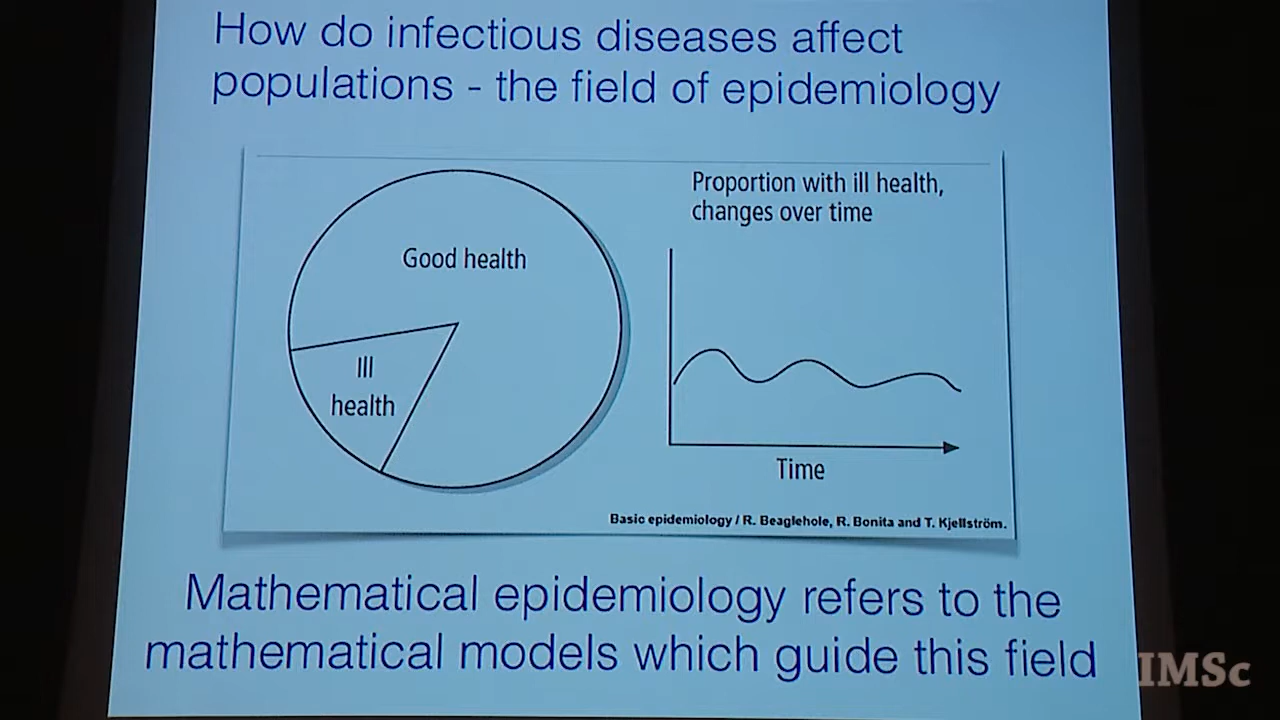 How do infectious diseases affect
populations - the field of epidemiology
Good health
Ill
health
Proportion with ill health,
changes over time
Time
Basic epidemiology / R. Beaglehole, R. Bonita and T. Kjellström.
Mathematical epidemiology refers to the
mathematical models which guide this field
IMSc